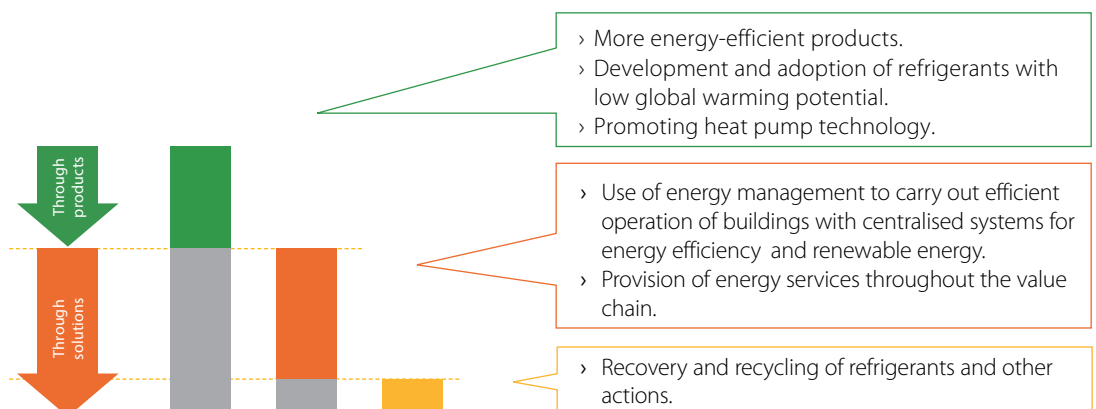 › More energy-efficient products.
› Development and adoption of refrigerants with
low global warming potential.
› Promoting heat pump technology.
Through
products
› Use of energy management to carry out efficient
operation of buildings with centralised systems for
energy efficiency and renewable energy.
› Provision of energy services throughout the value
chain.
Through
solutions
› Recovery and recycling of refrigerants and other
actions.